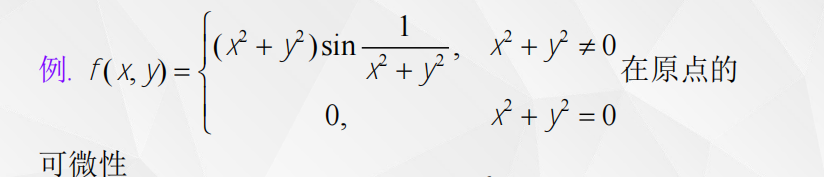 例. f(x, y) = { (x² + y²) sin 1/(x² + y²), x² + y² ≠ 0
0, x² + y² = 0 在原点的
可微性